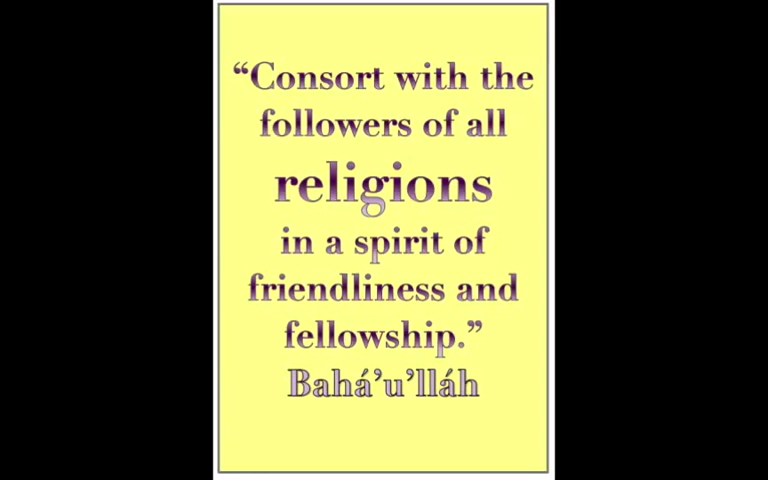 “Consort with the
followers of all
religions
in a spirit of
friendliness and
fellowship.”
Bahá’u’lláh